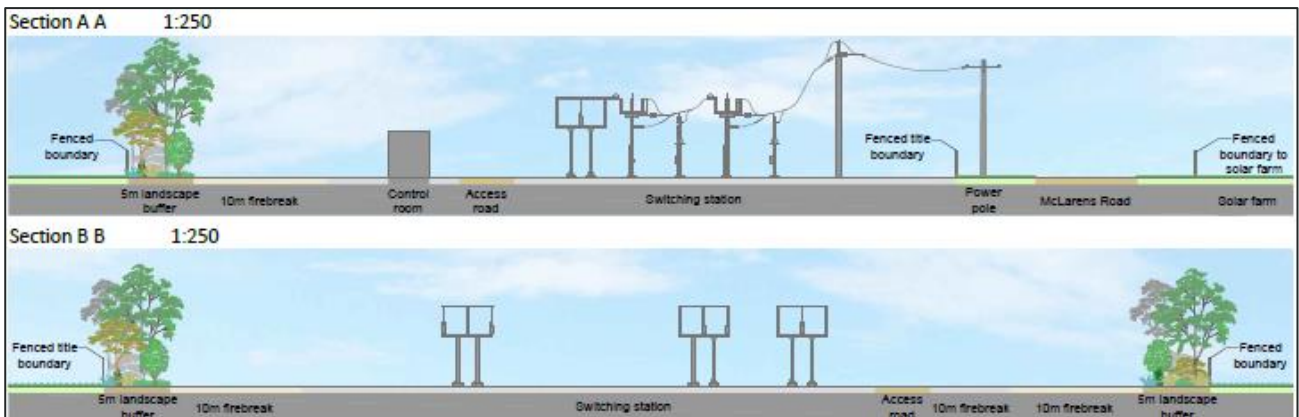 Section A A 1:250
Fenced
boundary
Fenced title
boundary
Fenced
boundary to
solar farm
5m landscape
buffer
10m firebreak
Control
room
Access
road
Switching station
Power
pole
McLarens Road
Solar farm
Section B B 1:250
Fenced title
boundary
Fenced
boundary
5m landscape
buffer
10m firebreak
Switching station
Access
road
10m firebreak
10m firebreak
5m landscape
buffer